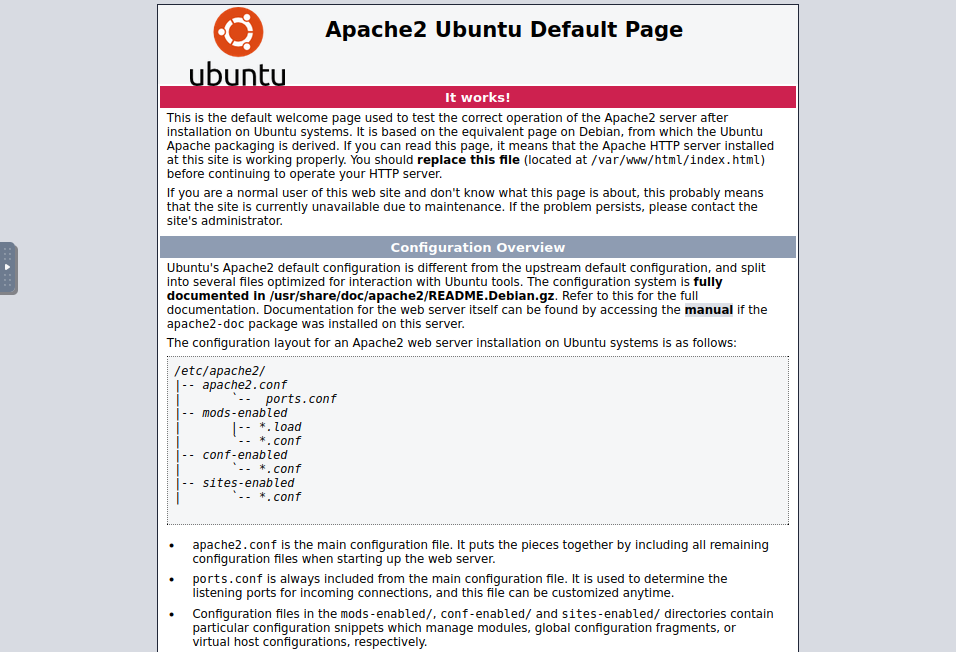 ubuntu
Apache2 Ubuntu Default Page
It works!
This is the default welcome page used to test the correct operation of the Apache2 server after
installation on Ubuntu systems. It is based on the equivalent page on Debian, from which the Ubuntu
Apache packaging is derived. If you can read this page, it means that the Apache HTTP server installed
at this site is working properly. You should replace this file (located at /var/www/html/index.html)
before continuing to operate your HTTP server.
If you are a normal user of this web site and don't know what this page is about, this probably means
that the site is currently unavailable due to maintenance. If the problem persists, please contact the
site's administrator.
Configuration Overview
Ubuntu's Apache2 default configuration is different from the upstream default configuration, and split
into several files optimized for interaction with Ubuntu tools. The configuration system is fully
documented in /usr/share/doc/apache2/README.Debian.gz. Refer to this for the full
documentation. Documentation for the web server itself can be found by accessing the manual if the
apache2-doc package was installed on this server.
The configuration layout for an Apache2 web server installation on Ubuntu systems is as follows:
/etc/apache2/
|-- apache2.conf
|       `--  ports.conf
|-- mods-enabled
|       |-- *.load
|       `-- *.conf
|-- conf-enabled
|       `-- *.conf
|-- sites-enabled
|       `-- *.conf
• apache2.conf is the main configuration file. It puts the pieces together by including all remaining
configuration files when starting up the web server.
• ports.conf is always included from the main configuration file. It is used to determine the
listening ports for incoming connections, and this file can be customized anytime.
• Configuration files in the mods-enabled/, conf-enabled/ and sites-enabled/ directories contain
particular configuration snippets which manage modules, global configuration fragments, or
virtual host configurations, respectively.